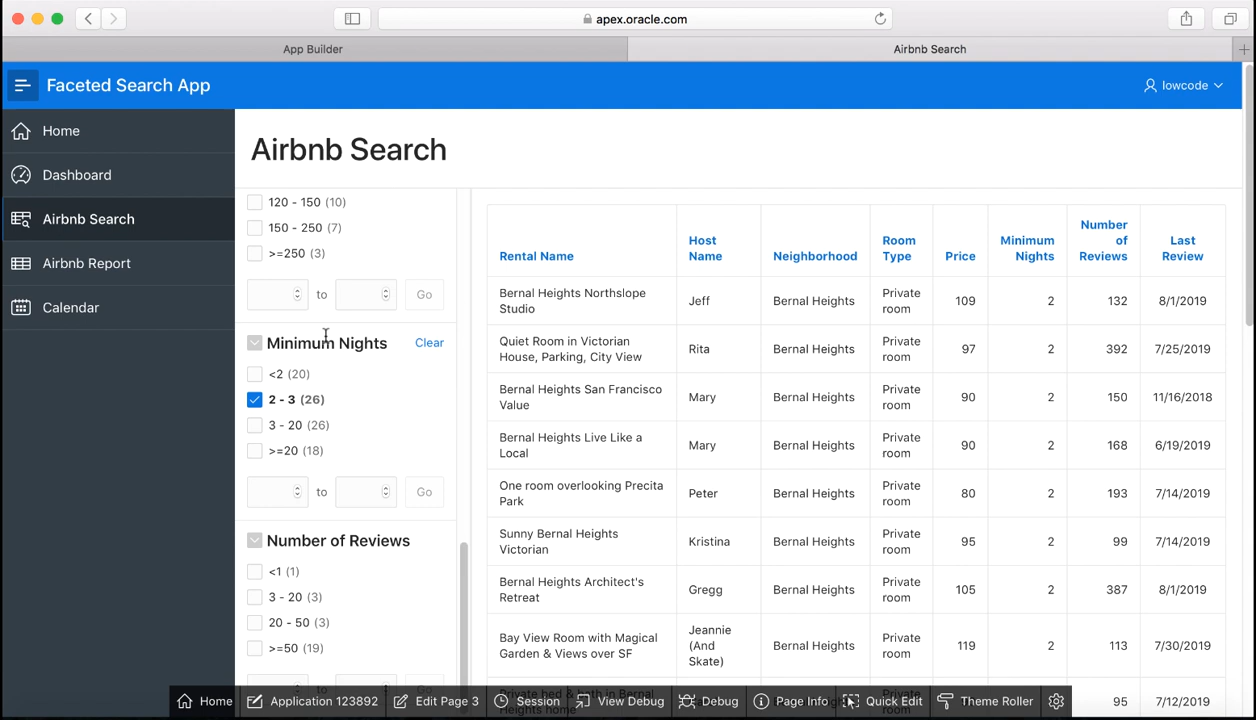 apex.oracle.com
App Builder
Airbnb Search
Faceted Search App
lowcode
Home
Dashboard
Airbnb Search
Airbnb Report
Calendar
Airbnb Search
120 - 150 (10)
150 - 250 (7)
>=250 (3)
to
Go
Minimum Nights
Clear
<2 (20)
2 - 3 (26)
3 - 20 (26)
>=20 (18)
to
Go
Number of Reviews
<1 (1)
3 - 20 (3)
20 - 50 (3)
>=50 (19)
to
Rental Name
Host
Name
Neighborhood
Room
Type
Price
Minimum
Nights
Number
of
Reviews
Last
Review
Bernal Heights Northslope
Studio
Jeff
Bernal Heights
Private
room
109
2
132
8/1/2019
Quiet Room in Victorian
House, Parking, City View
Rita
Bernal Heights
Private
room
97
2
392
7/25/2019
Bernal Heights San Francisco
Value
Mary
Bernal Heights
Private
room
90
2
150
11/16/2018
Bernal Heights Live Like a
Local
Mary
Bernal Heights
Private
room
90
2
168
6/19/2019
One room overlooking Precita
Park
Peter
Bernal Heights
Private
room
80
2
193
7/14/2019
Sunny Bernal Heights
Victorian
Kristina
Bernal Heights
Private
room
95
2
99
7/14/2019
Bernal Heights Architect's
Retreat
Gregg
Bernal Heights
Private
room
105
2
387
8/1/2019
Bay View Room with Magical
Garden & Views over SF
Jeannie
(And
Skate)
Bernal Heights
Private
room
119
2
113
7/30/2019
Private bed & bath in Bernal
Heights home
95
7/12/2019
Home
Application 123892
Edit Page 3
Session
View Debug
Debug
Page Info
Quick Edit
Theme Roller